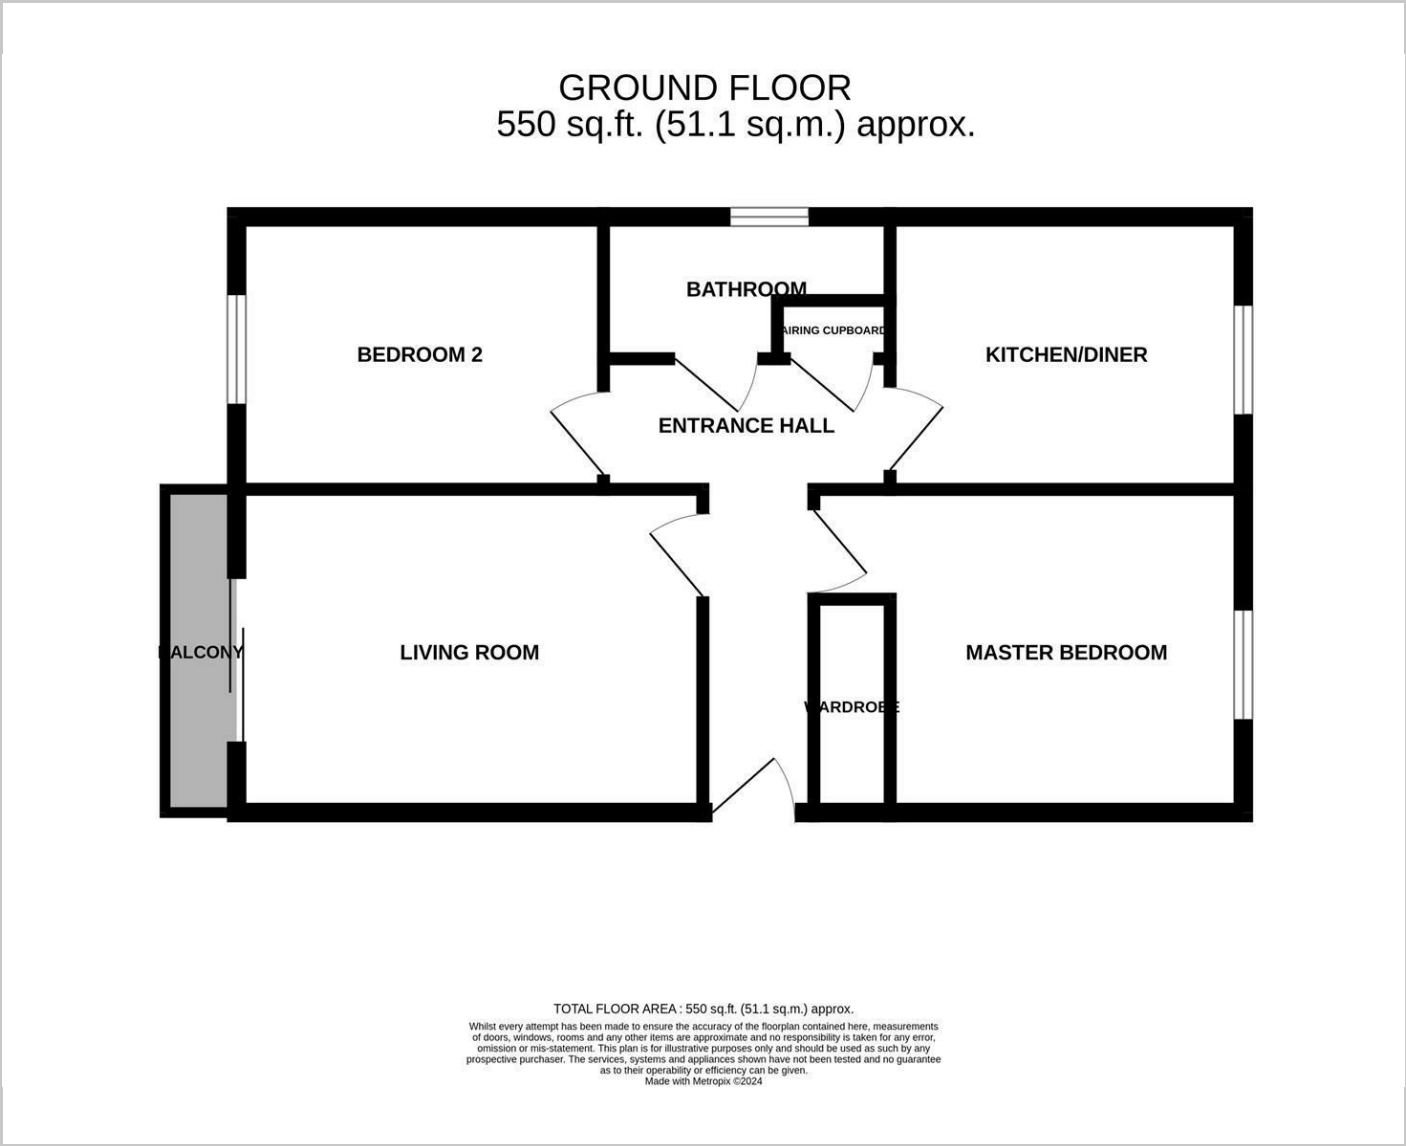 GROUND FLOOR
550 sq.ft. (51.1 sq.m.) approx.
BATHROOM
AIRING CUPBOARD
BEDROOM 2
KITCHEN/DINER
ENTRANCE HALL
BALCONY
LIVING ROOM
MASTER BEDROOM
WARDROBE
TOTAL FLOOR AREA : 550 sq.ft. (51.1 sq.m.) approx.
Whilst every attempt has been made to ensure the accuracy of the floorplan contained here, measurements
of doors, windows, rooms and any other items are approximate and no responsibility is taken for any error,
omission or mis-statement. This plan is for illustrative purposes only and should be used as such by any
prospective purchaser. The services, systems and appliances shown have not been tested and no guarantee
as to their operability or efficiency can be given.
Made with Metropix ©2024